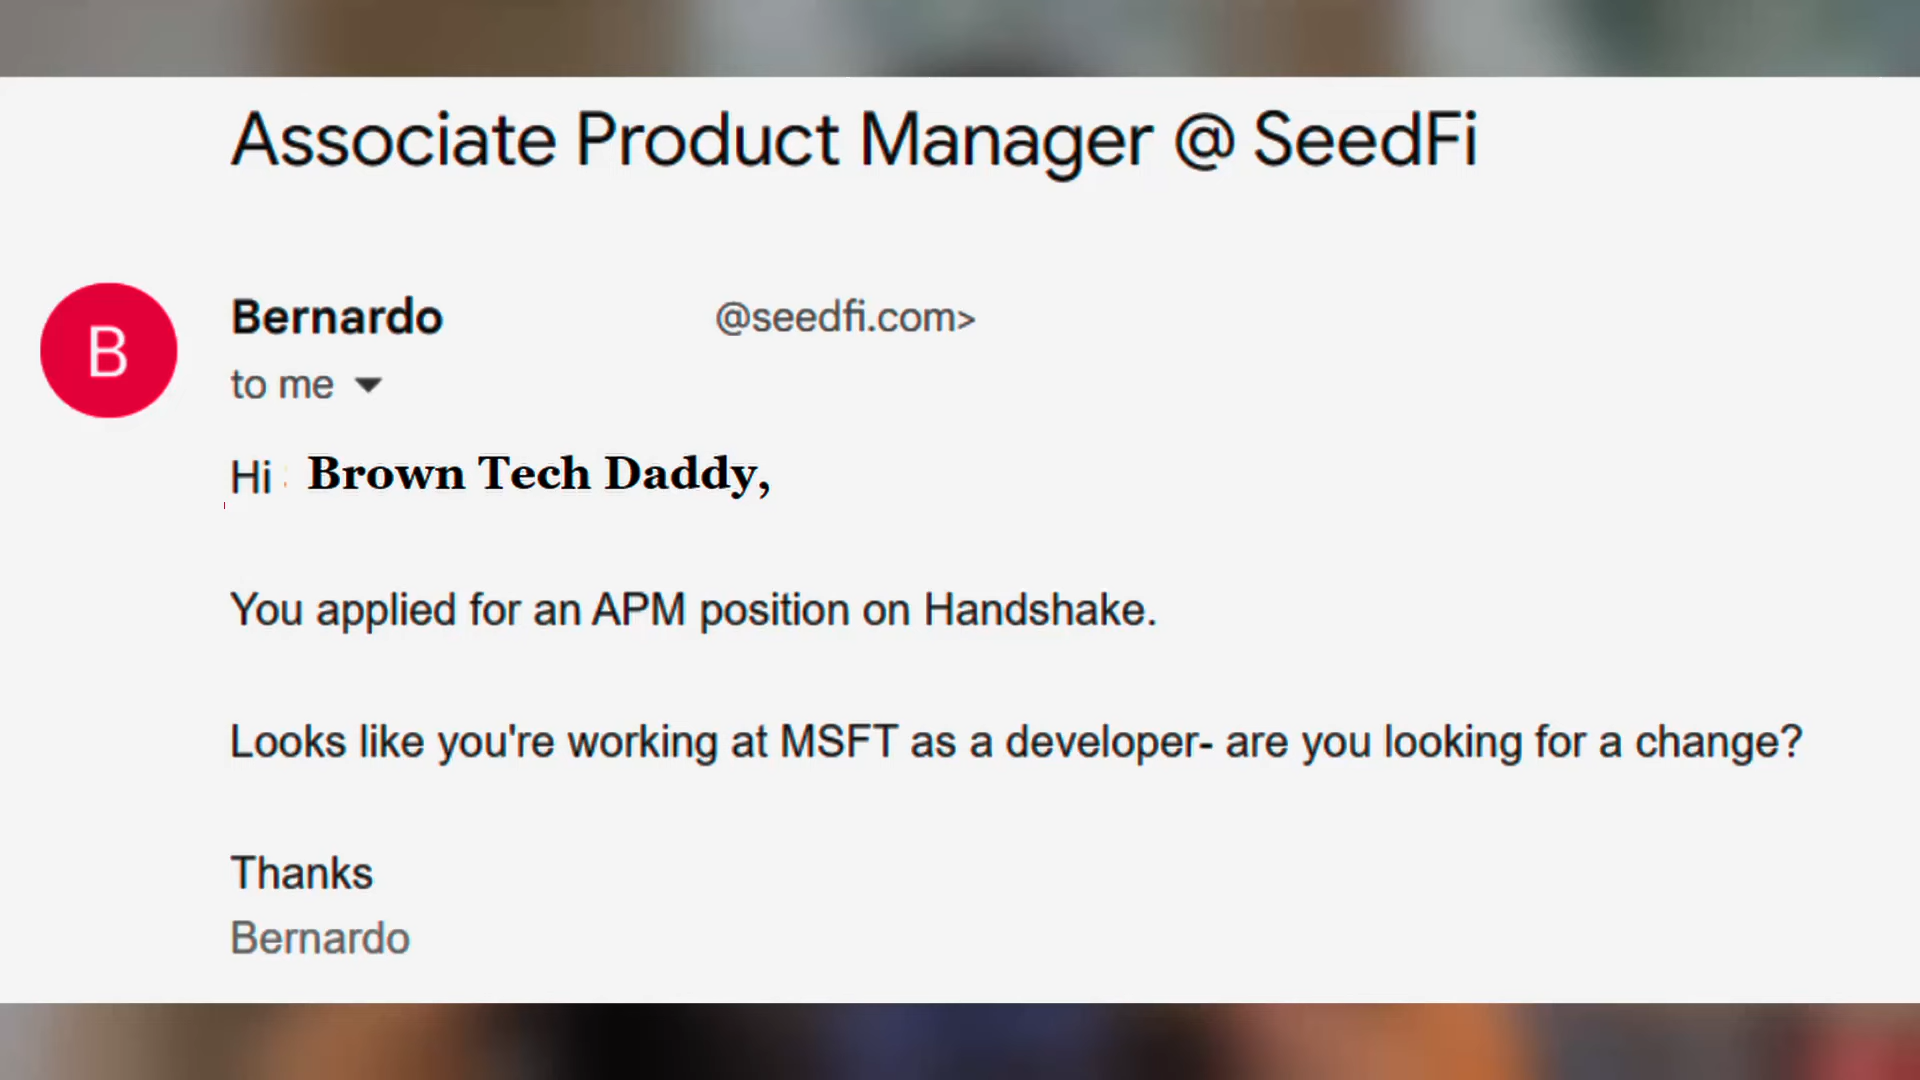 Associate Product Manager @ SeedFi
B
Bernardo @seedfi.com>
to me
Hi Brown Tech Daddy,
You applied for an APM position on Handshake.
Looks like you're working at MSFT as a developer- are you looking for a change?
Thanks
Bernardo